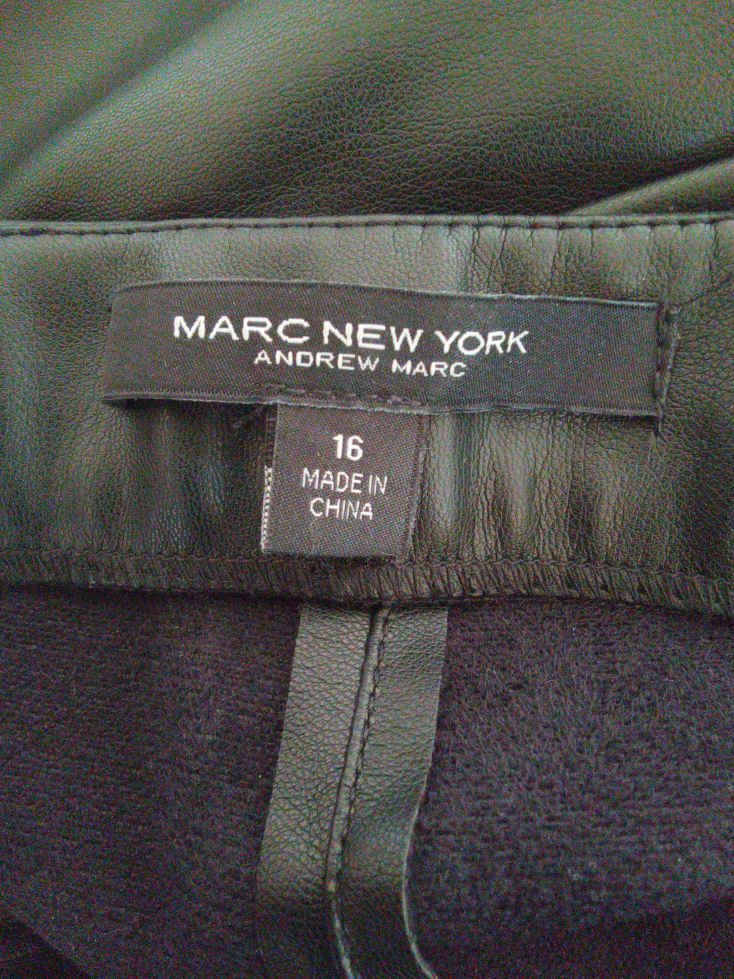 MARC NEW YORK
ANDREW MARC
16
MADE IN
CHINA